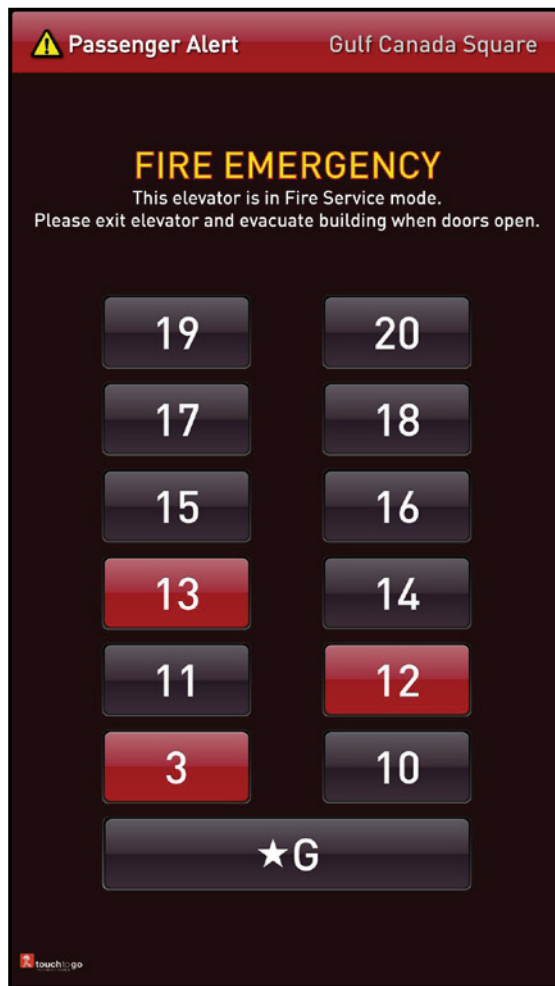 Passenger Alert Gulf Canada Square
FIRE EMERGENCY
This elevator is in Fire Service mode.
Please exit elevator and evacuate building when doors open.
19 20
17 18
15 16
13 14
11 12
3 10
★G
touchtogo